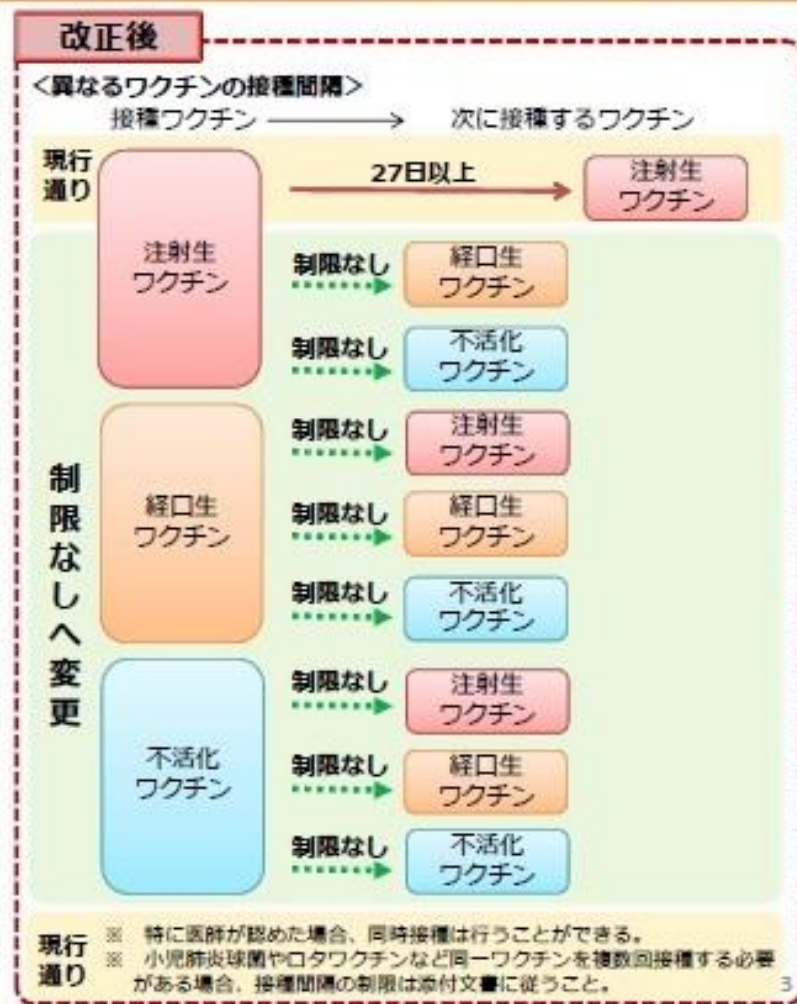 改正後
<異なるワクチンの接種間隔>
接種ワクチン 次に接種するワクチン
現行
通り
注射生
ワクチン
27日以上
注射生
ワクチン
制限なし
経口生
ワクチン
制限なし
不活化
ワクチン
制限なしへ変更
経口生
ワクチン
制限なし
注射生
ワクチン
制限なし
経口生
ワクチン
制限なし
不活化
ワクチン
不活化
ワクチン
制限なし
注射生
ワクチン
制限なし
経口生
ワクチン
制限なし
不活化
ワクチン
現行
通り
※ 特に医師が認めた場合、同時接種は行うことができる。
※ 小児肺炎球菌やロタワクチンなど同一ワクチンを複数回接種する必要
がある場合、接種間隔の制限は添付文書に従うこと。
3